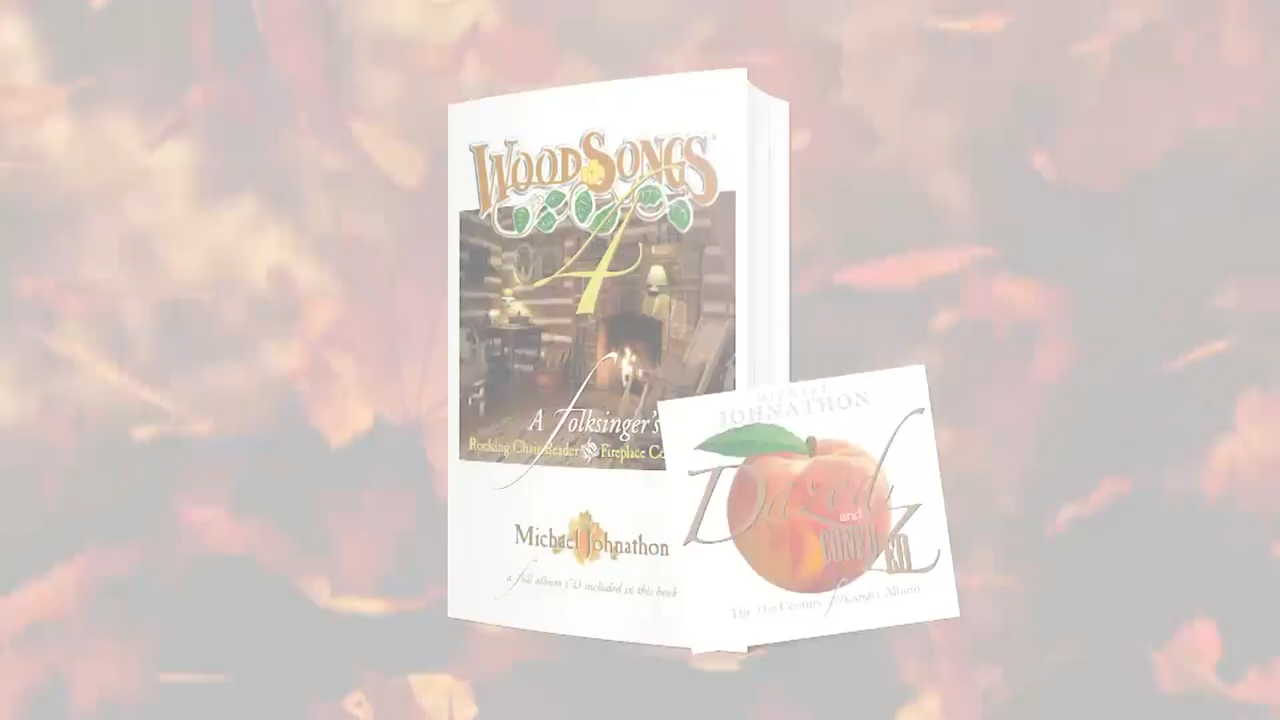 WOODSONGS®
4
A Folksinger's
Rocking Chair Reader Fireplace Co
Michael Johnathon
a full album CD included in this book
MICHAEL
JOHNATHON
Dazed
and
The 21st Century Folksinger Album